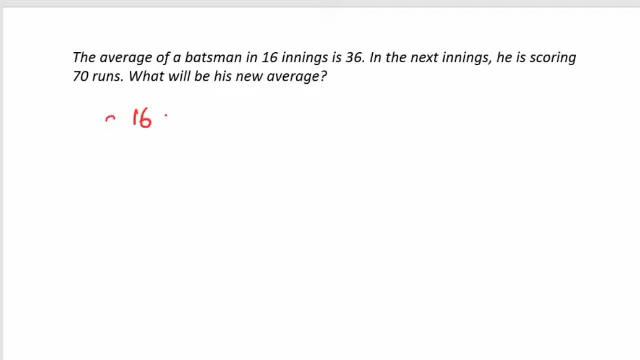 The average of a batsman in 16 innings is 36. In the next innings, he is scoring
70 runs. What will be his new average?
16